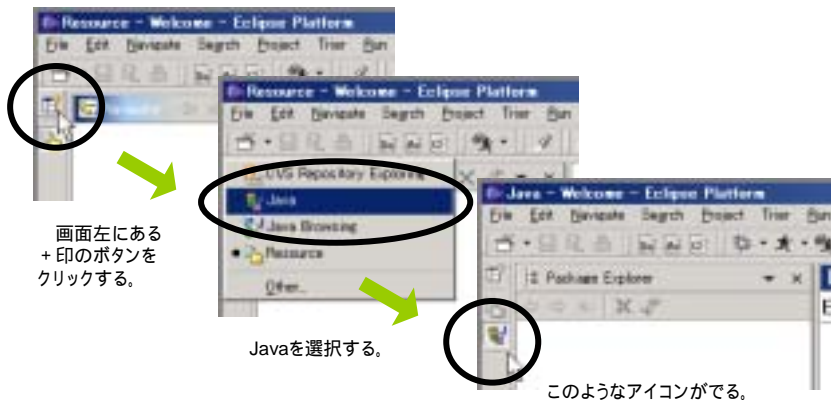 Resource - Welcome - Eclipse Platform
File Edit Navigate Search Project Trier Run
Resource - Welcome - Eclipse Platform
File Edit Navigate Search Project Trier Run
CVS Repository Exploring
Java
Java Browsing
Resource
Other...
画面左にある
+印のボタンを
クリックする。
Javaを選択する。
Java - Welcome - Eclipse Platform
File Edit Navigate Search Project Trier Run
Package Explorer
このようなアイコンがでる。